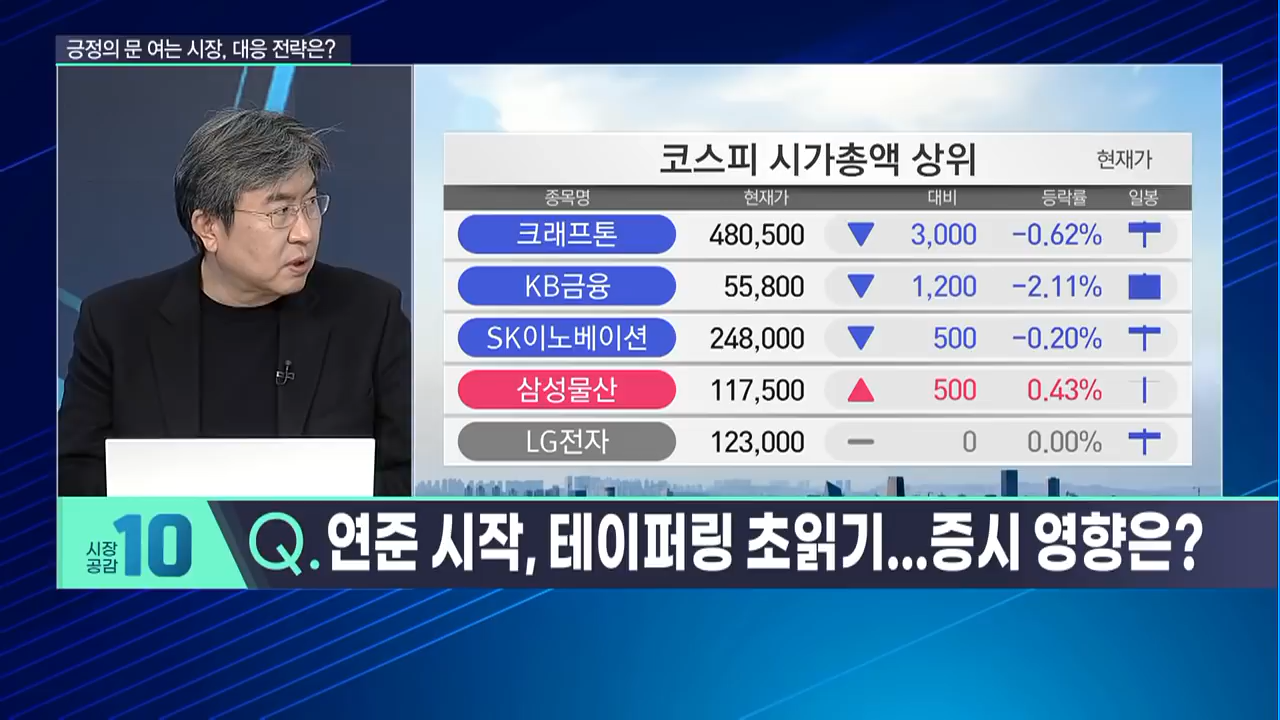 긍정의 문 여는 시장, 대응 전략은?
코스피 시가총액 상위
현재가
종목명 현재가 대비 등락률 일봉
크래프톤 480,500 ▼ 3,000 -0.62%
KB금융 55,800 ▼ 1,200 -2.11%
SK이노베이션 248,000 ▼ 500 -0.20%
삼성물산 117,500 ▲ 500 0.43%
LG전자 123,000 - 0 0.00%
시장
공감
10
Q. 연준 시작, 테이퍼링 초읽기...증시 영향은?